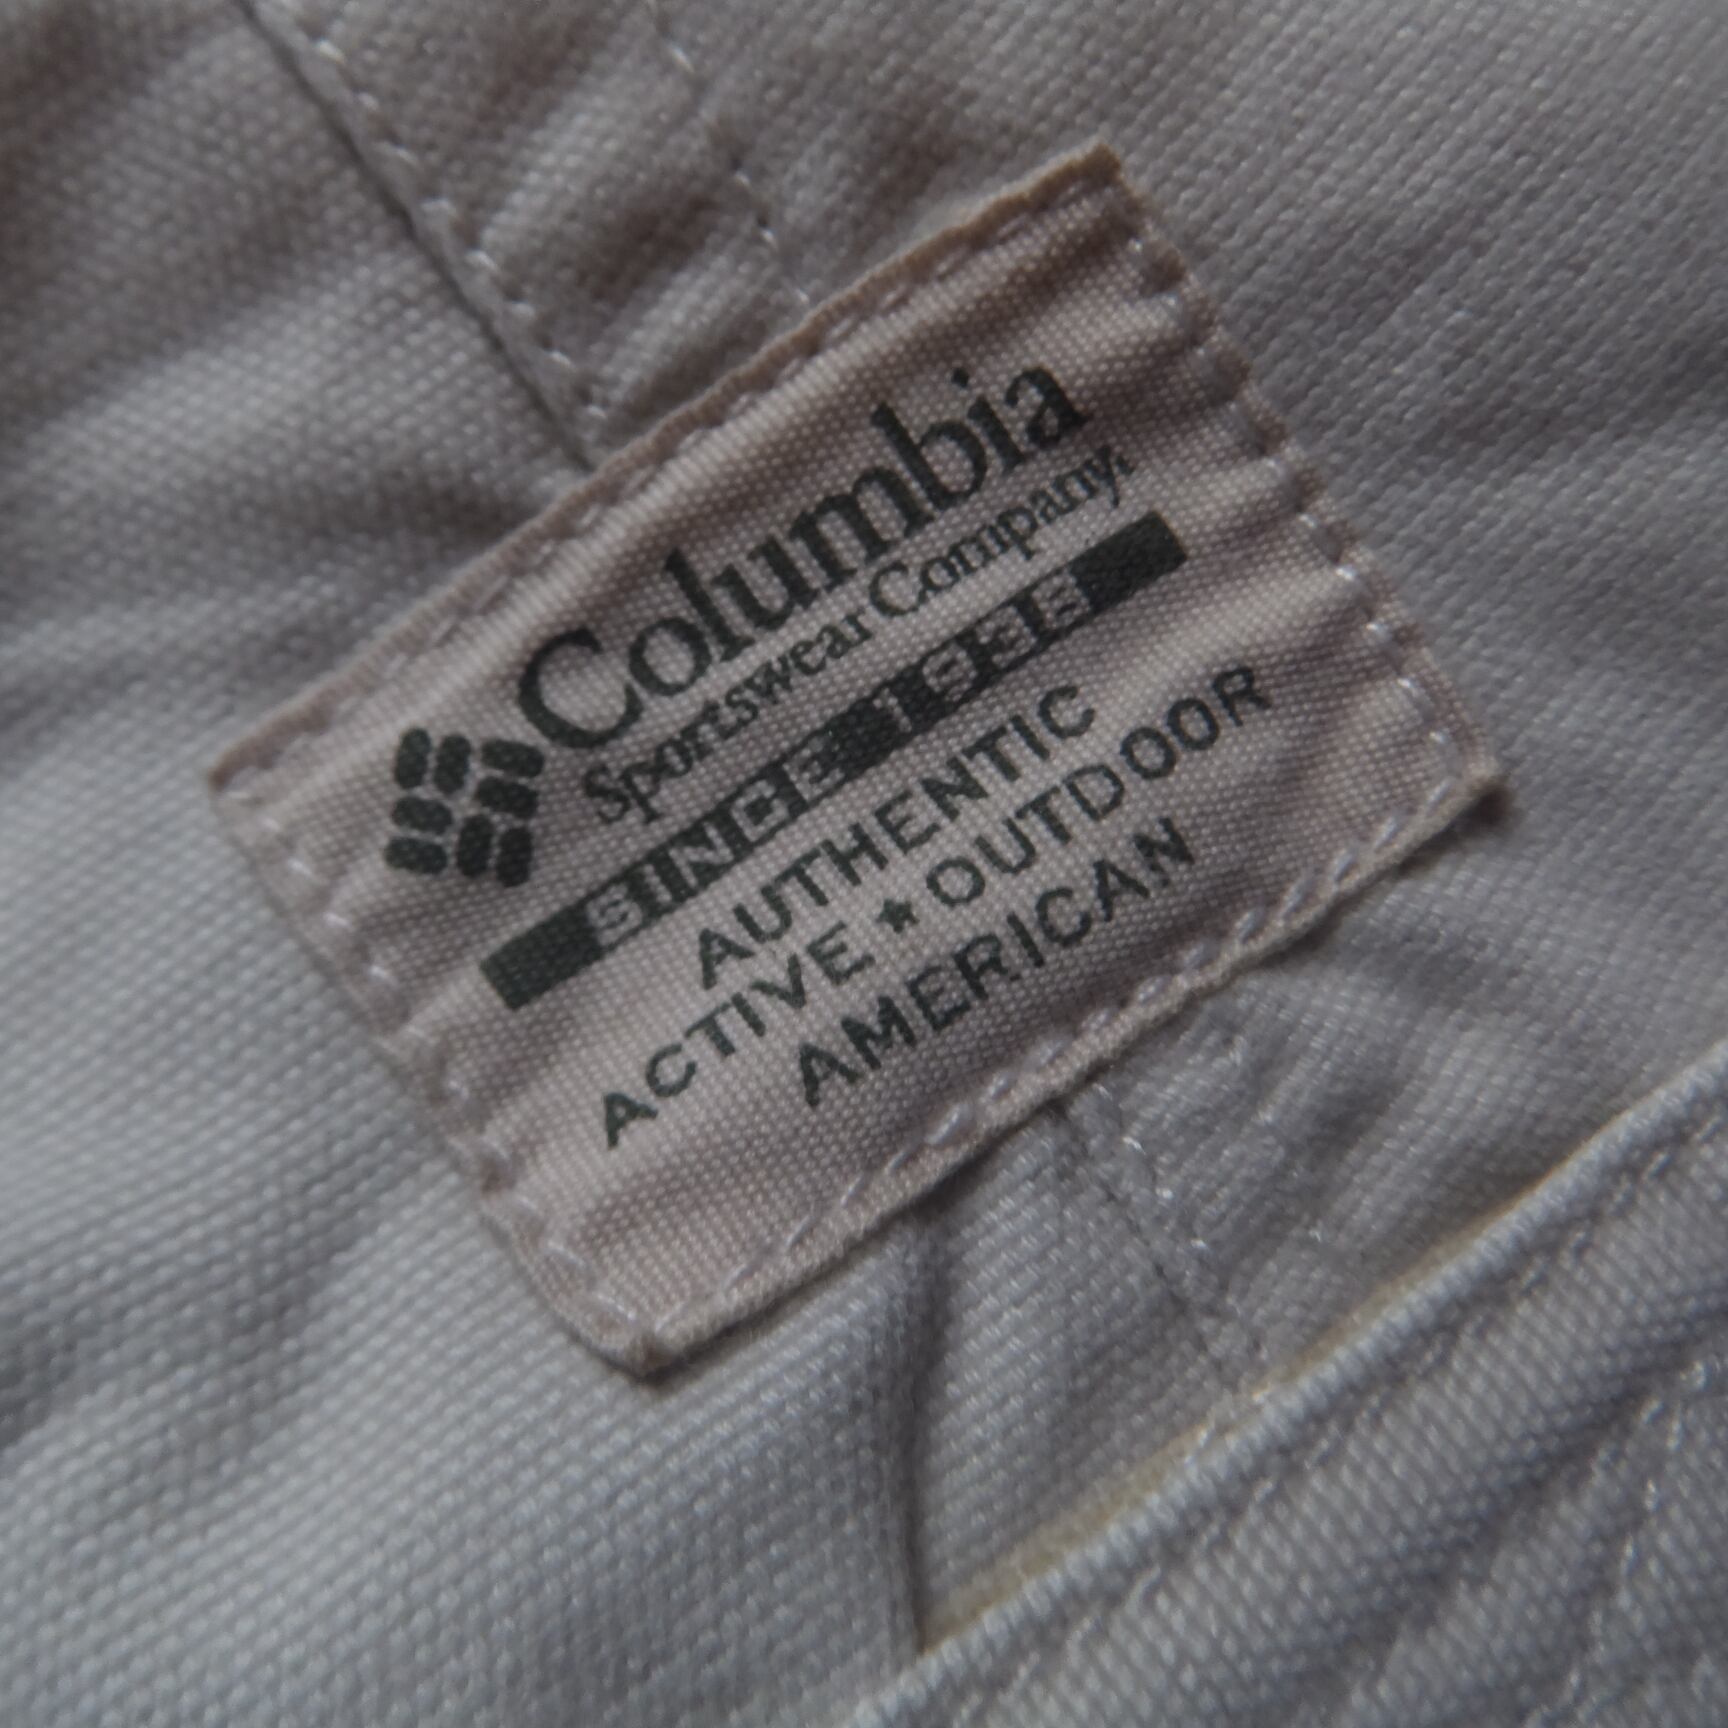 Columbia
Sportswear Company®
SINCE 1938
AUTHENTIC
ACTIVE ★ OUTDOOR
AMERICAN